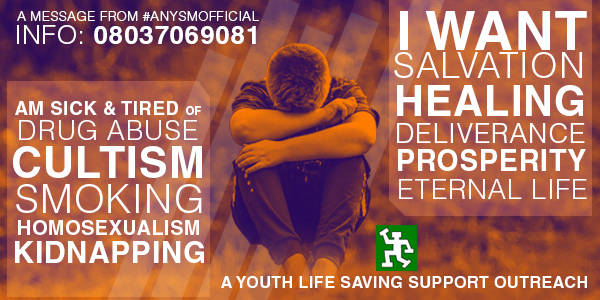 A MESSAGE FROM #ANYSMOFFICIAL
INFO: 08037069081
AM SICK & TIRED OF
DRUG ABUSE
CULTISM
SMOKING
HOMOSEXUALISM
KIDNAPPING
I WANT
SALVATION
HEALING
DELIVERANCE
PROSPERITY
ETERNAL LIFE
A YOUTH LIFE SAVING SUPPORT OUTREACH